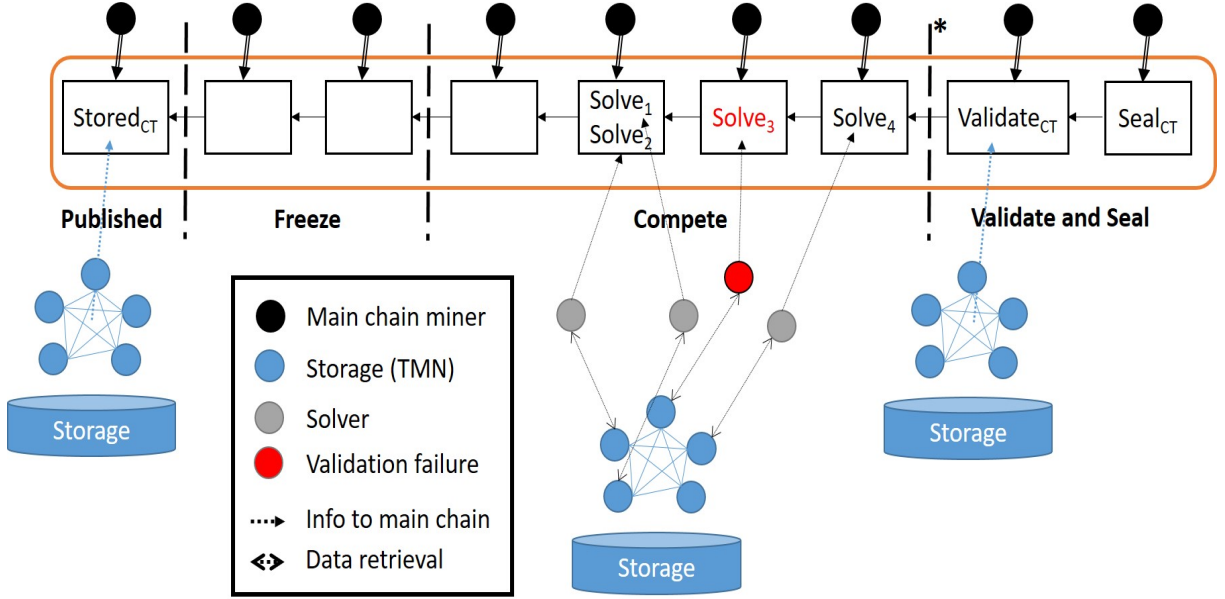 *
Stored_CT
Solve_1
Solve_2
Solve_3
Solve_4
Validate_CT
Seal_CT
Published
Freeze
Compete
Validate and Seal
Main chain miner
Storage (TMN)
Solver
Validation failure
Info to main chain
Data retrieval
Storage
Storage
Storage